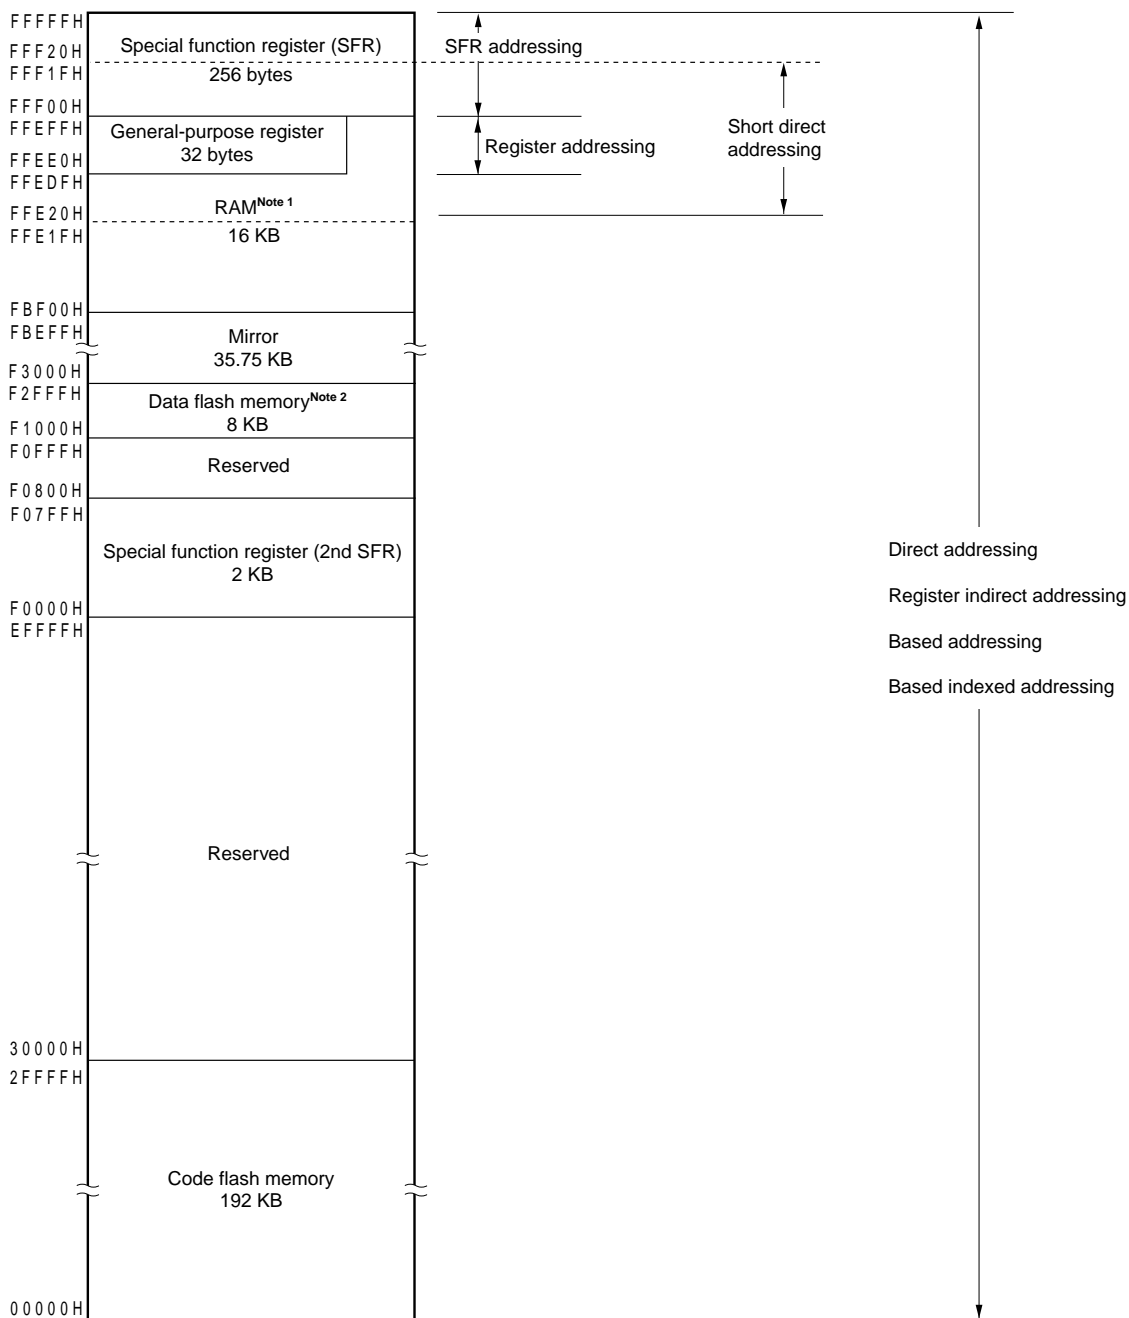 FFFFFH
Special function register (SFR)
256 bytes
SFR addressing
FFF20H
FFF1FH
FFF00H
FFEFFH
General-purpose register
32 bytes
Register addressing
Short direct
addressing
FFEE0H
FFEDFH
RAM Note 1
16 KB
FFE20H
FFE1FH
FBF00H
FBEFFH
Mirror
35.75 KB
F3000H
F2FFFH
Data flash memory Note 2
8 KB
F1000H
F0FFFH
Reserved
F0800H
F07FFH
Special function register (2nd SFR)
2 KB
Direct addressing
Register indirect addressing
Based addressing
Based indexed addressing
F0000H
EFFFFH
Reserved
30000H
2FFFFH
Code flash memory
192 KB
00000H